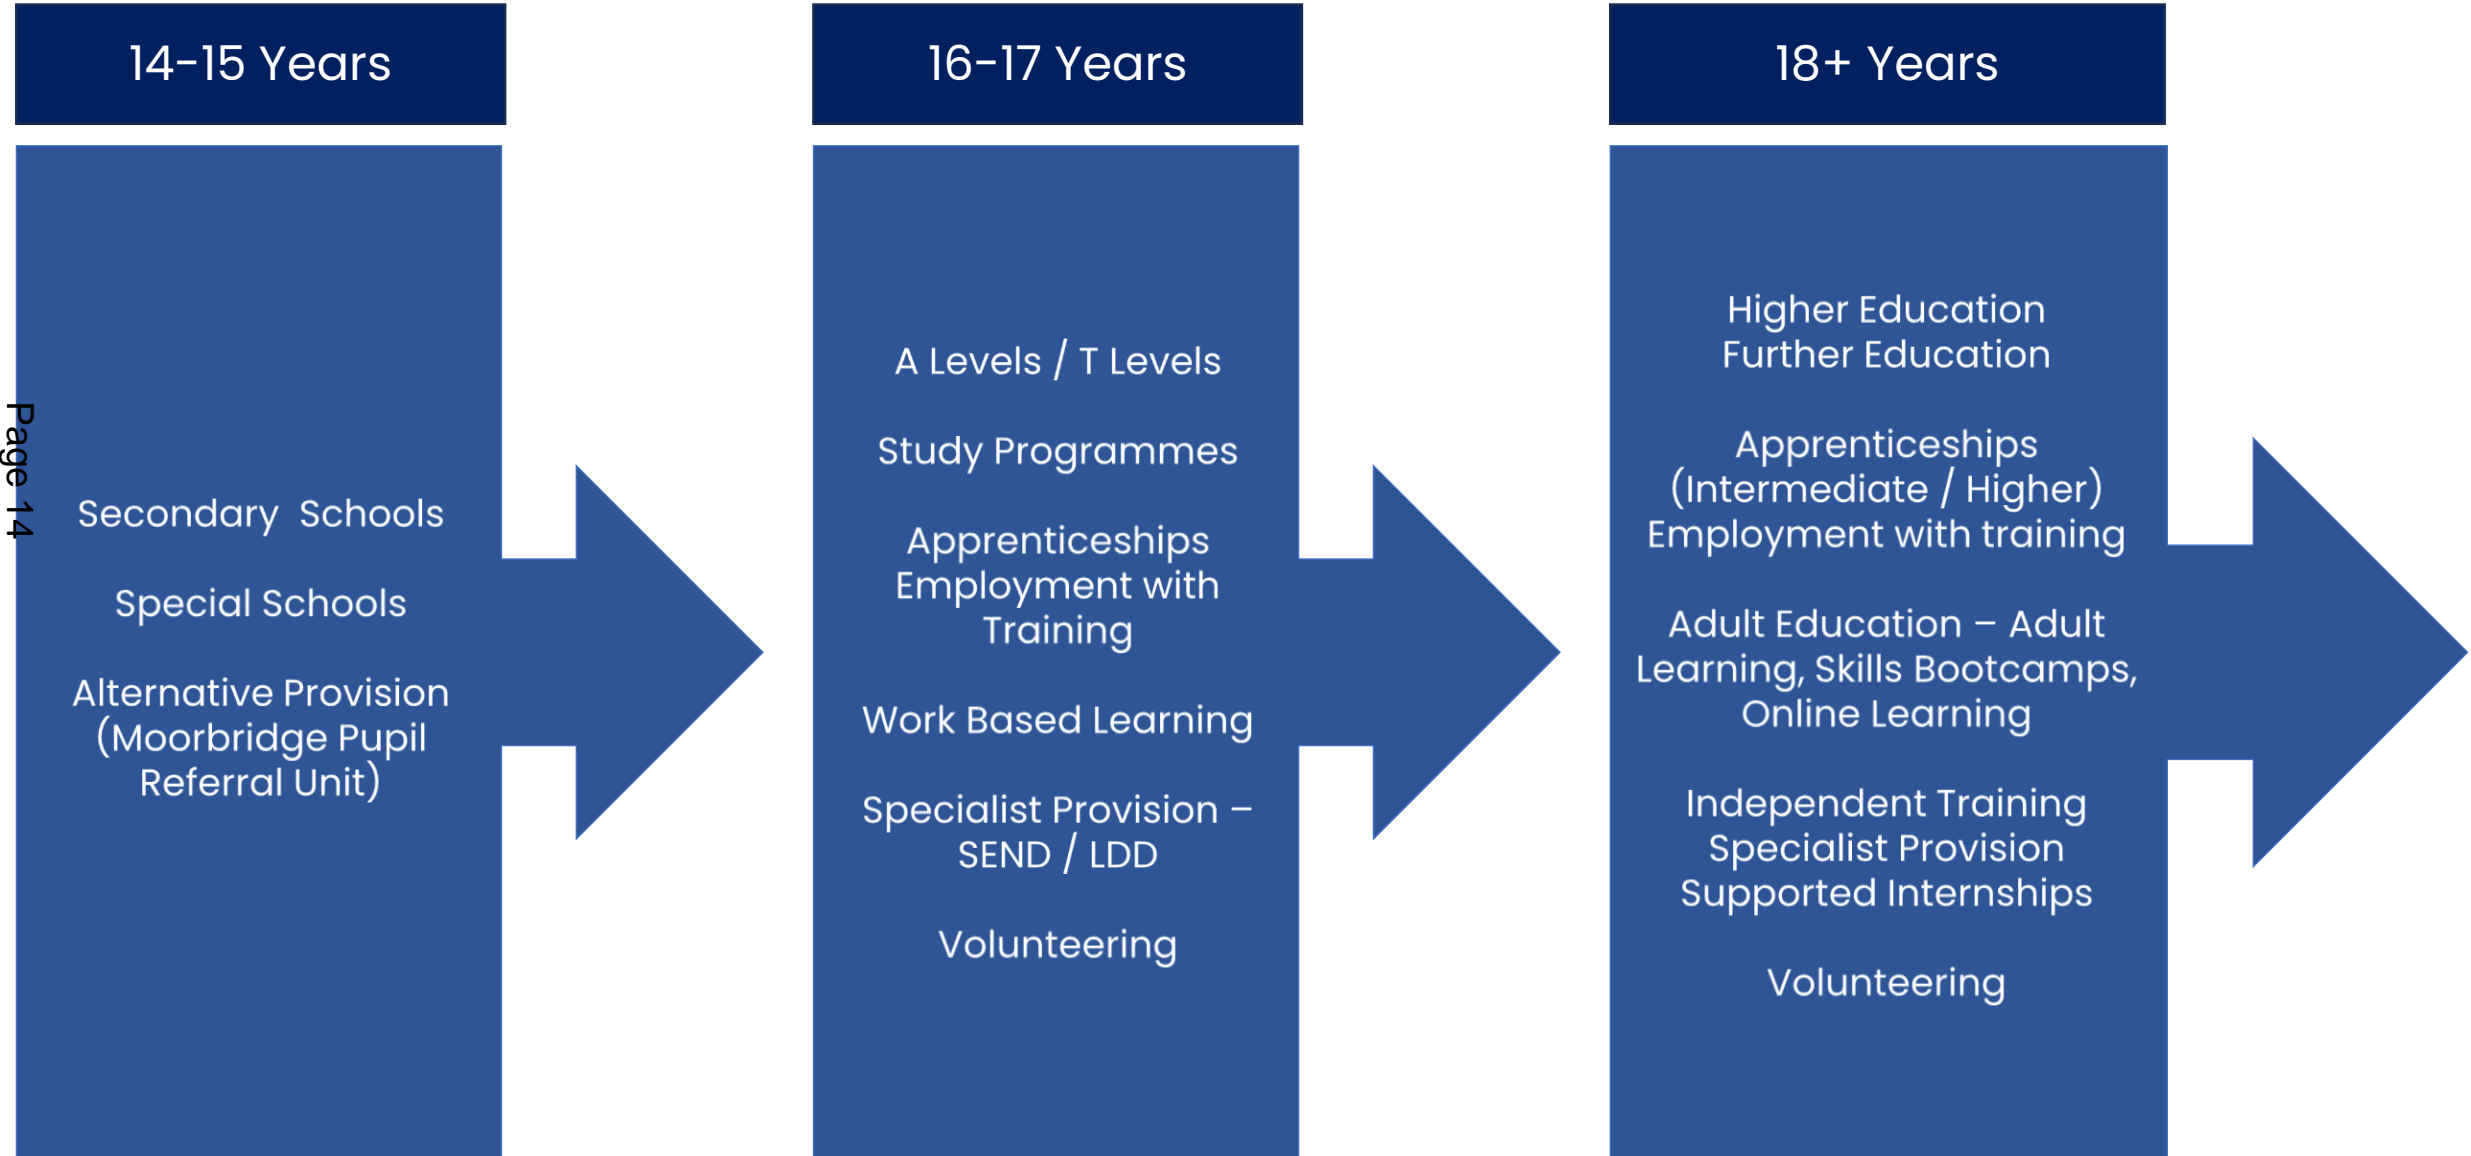 14-15 Years
Secondary Schools
Special Schools
Alternative Provision
(Moorbridge Pupil
Referral Unit)
16-17 Years
A Levels / T Levels
Study Programmes
Apprenticeships
Employment with
Training
Work Based Learning
Specialist Provision –
SEND / LDD
Volunteering
18+ Years
Higher Education
Further Education
Apprenticeships
(Intermediate / Higher)
Employment with training
Adult Education – Adult
Learning, Skills Bootcamps,
Online Learning
Independent Training
Specialist Provision
Supported Internships
Volunteering
Page 14